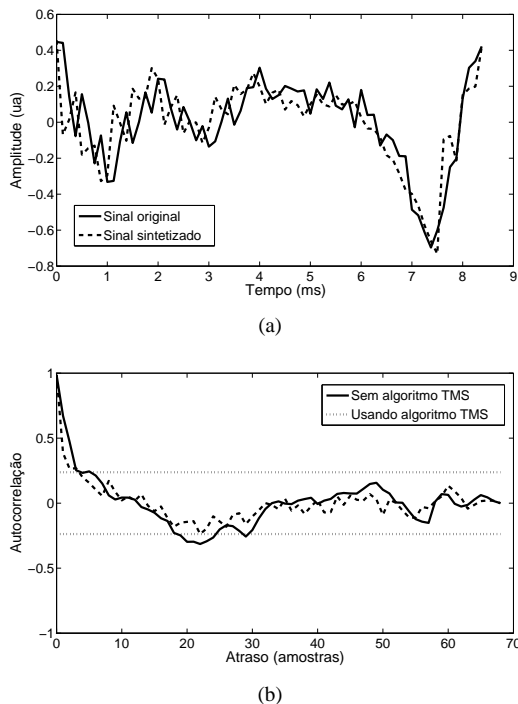 0.6
0.4
0.2
0
−0.2
−0.4
−0.6
−0.8
Amplitude (ua)
Sinal original
Sinal sintetizado
0 1 2 3 4 5 6 7 8 9
Tempo (ms)
(a)
1
0.5
0
−0.5
−1
Autocorrelação
Sem algoritmo TMS
Usando algoritmo TMS
0 10 20 30 40 50 60 70
Atraso (amostras)
(b)